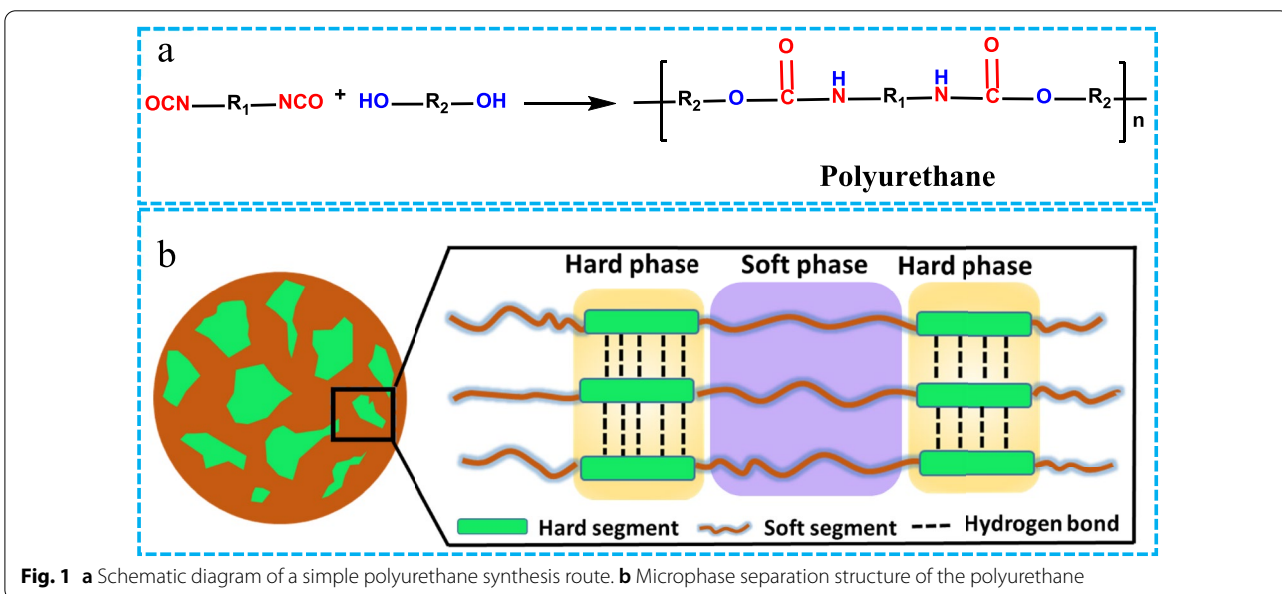 a
O O
H H
OCN—R1—NCO + HO—R2—OH R2—O—C—N—R1—N—C—O—R2 n
Polyurethane
b
Hard phase Soft phase Hard phase
Hard segment Soft segment Hydrogen bond
Fig. 1 a Schematic diagram of a simple polyurethane synthesis route. b Microphase separation structure of the polyurethane